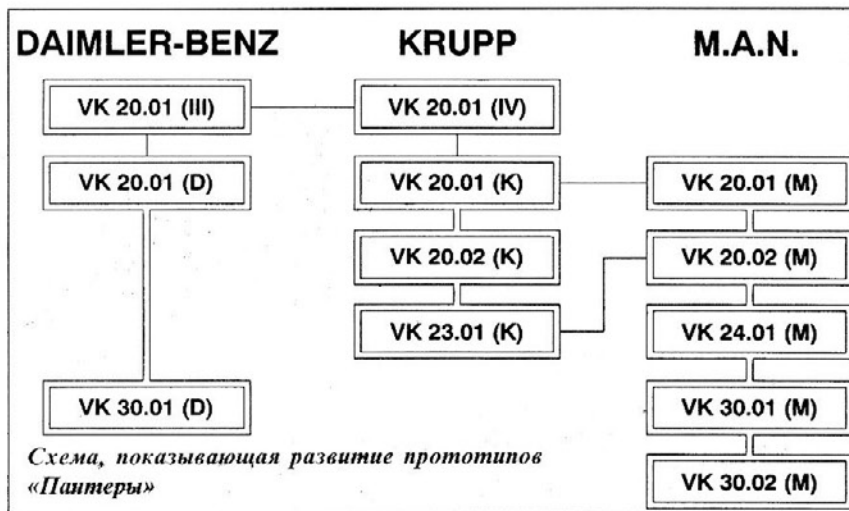 DAIMLER-BENZ KRUPP M.A.N.
VK 20.01 (III) VK 20.01 (IV)
VK 20.01 (D) VK 20.01 (K) VK 20.01 (M)
VK 20.02 (K) VK 20.02 (M)
VK 23.01 (K) VK 24.01 (M)
VK 30.01 (D) VK 30.01 (M)
Схема, показывающая развитие прототипов
«Пантеры»
VK 30.02 (M)